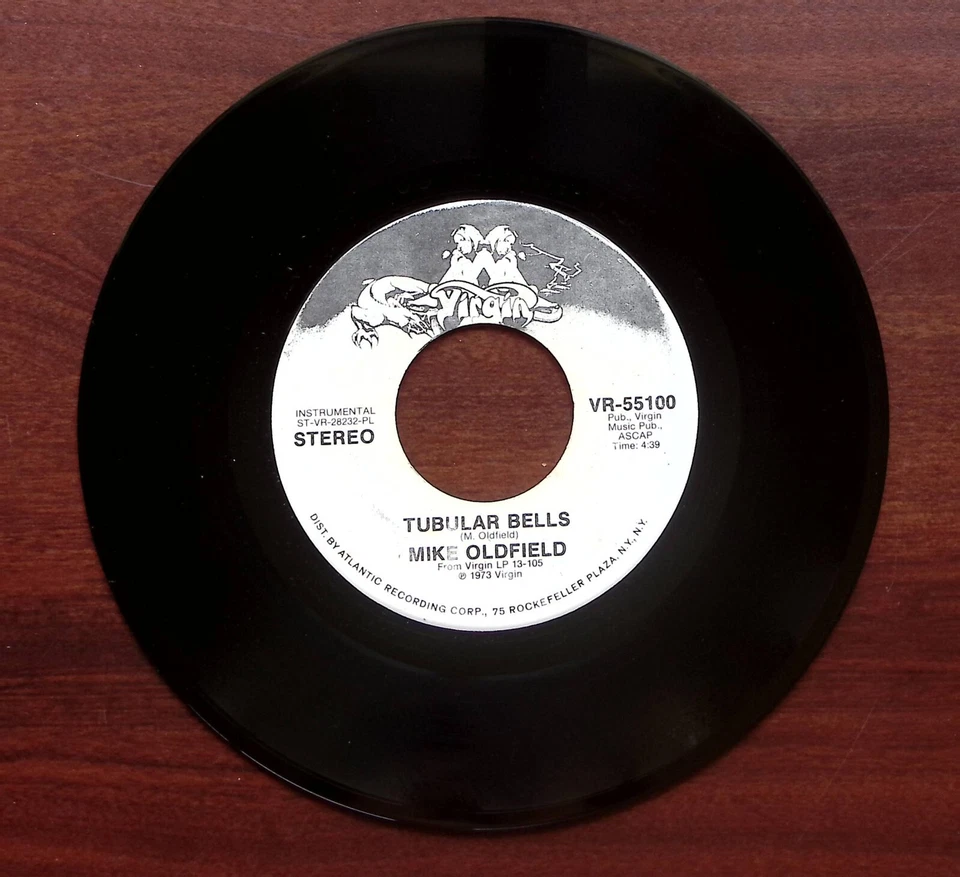 Virgin
INSTRUMENTAL
ST-VR-28232-PL
STEREO
VR-55100
Pub., Virgin
Music Pub.,
ASCAP
Time: 4:39
TUBULAR BELLS
(M. Oldfield)
MIKE OLDFIELD
From Virgin LP 13-105
℗ 1973 Virgin
DIST. BY ATLANTIC RECORDING CORP., 75 ROCKEFELLER PLAZA, N.Y., N.Y.